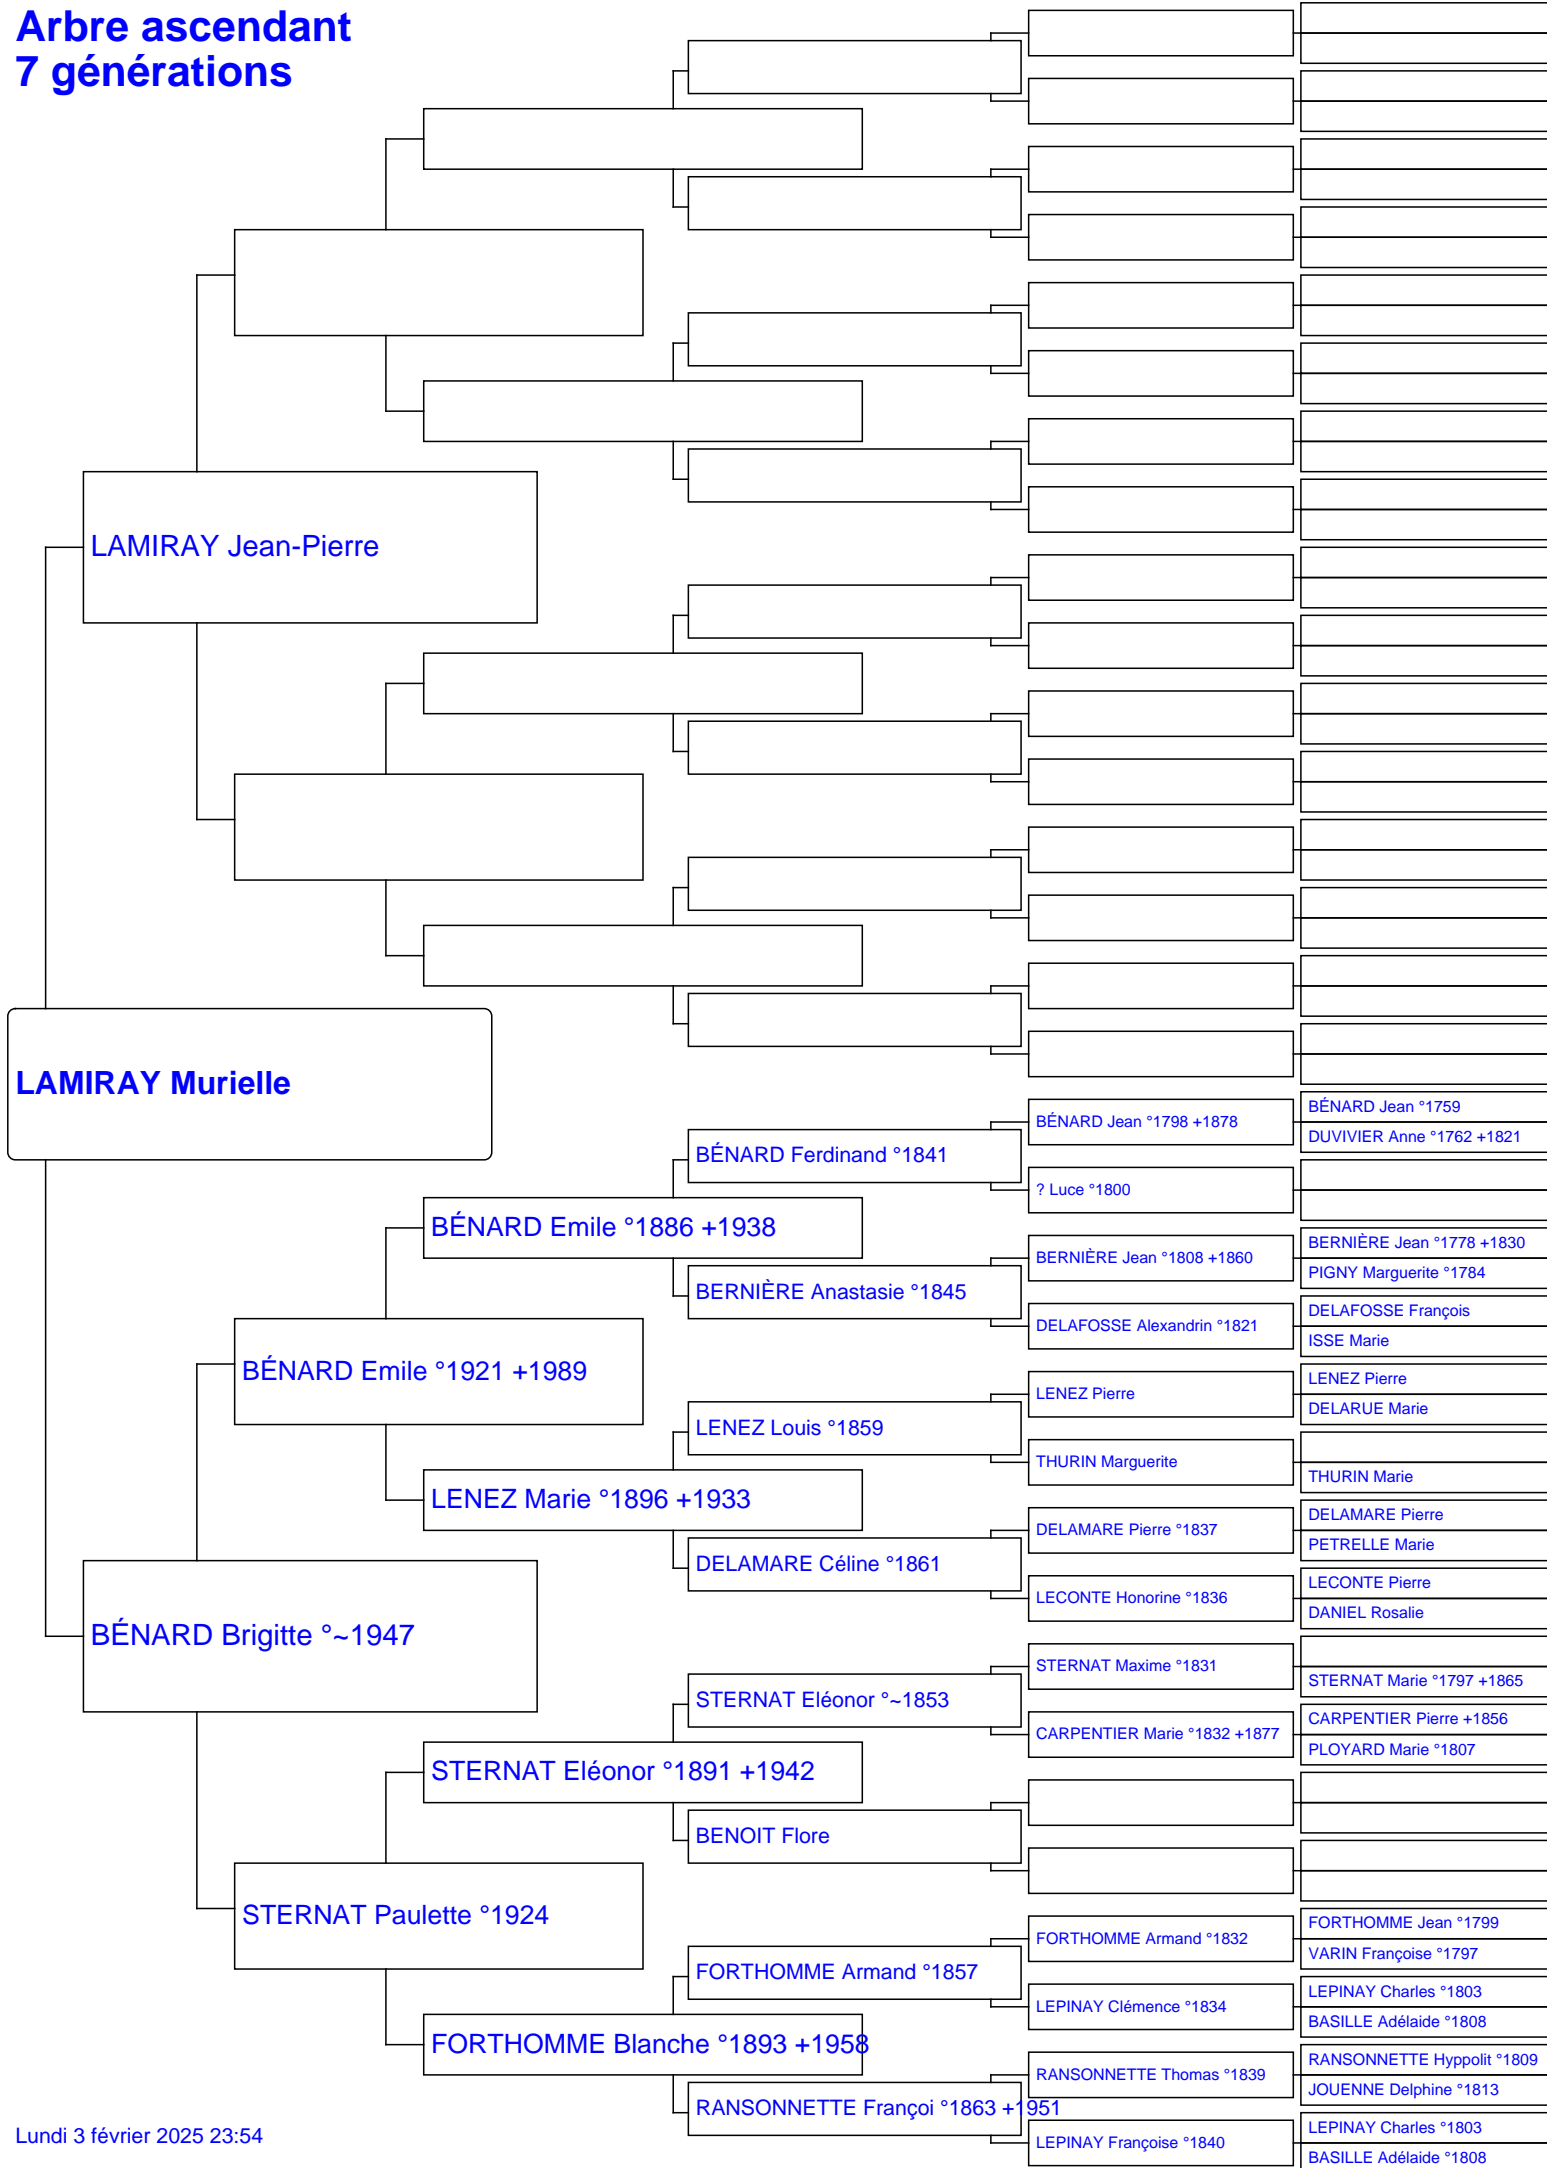 Arbre ascendant
7 générations
LAMIRAY Jean-Pierre
LAMIRAY Murielle
BÉNARD Jean °1759
BÉNARD Jean °1798 +1878
DUVIVIER Anne °1762 +1821
BÉNARD Ferdinand °1841
? Luce °1800
BÉNARD Emile °1886 +1938
BERNIÈRE Jean °1778 +1830
BERNIÈRE Jean °1808 +1860
PIGNY Marguerite °1784
BERNIÈRE Anastasie °1845
DELAFOSSE François
DELAFOSSE Alexandrin °1821
ISSE Marie
BÉNARD Emile °1921 +1989
LENEZ Pierre
LENEZ Pierre
DELARUE Marie
LENEZ Louis °1859
THURIN Marguerite
THURIN Marie
LENEZ Marie °1896 +1933
DELAMARE Pierre
DELAMARE Pierre °1837
PETRELLE Marie
DELAMARE Céline °1861
LECONTE Pierre
LECONTE Honorine °1836
DANIEL Rosalie
BÉNARD Brigitte °~1947
STERNAT Maxime °1831
STERNAT Marie °1797 +1865
STERNAT Eléonor °~1853
CARPENTIER Pierre +1856
CARPENTIER Marie °1832 +1877
PLOYARD Marie °1807
STERNAT Eléonor °1891 +1942
BENOIT Flore
STERNAT Paulette °1924
FORTHOMME Jean °1799
FORTHOMME Armand °1832
VARIN Françoise °1797
FORTHOMME Armand °1857
LEPINAY Charles °1803
LEPINAY Clémence °1834
BASILLE Adélaide °1808
FORTHOMME Blanche °1893 +1958
RANSONNETTE Hyppolit °1809
RANSONNETTE Thomas °1839
JOUENNE Delphine °1813
RANSONNETTE Françoi °1863 +1951
LEPINAY Charles °1803
LEPINAY Françoise °1840
BASILLE Adélaide °1808
Lundi 3 février 2025 23:54